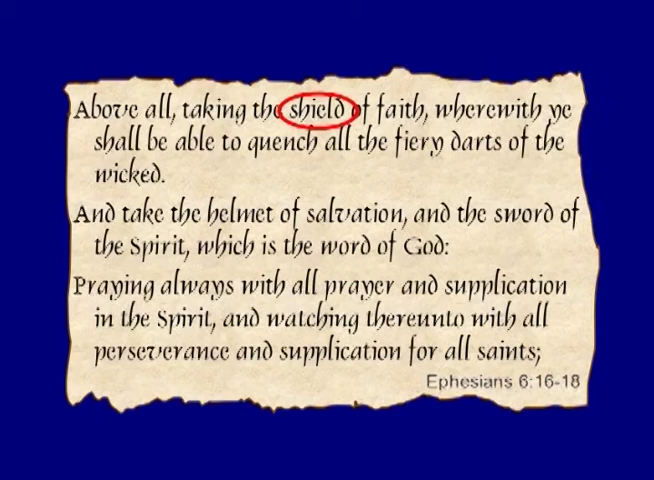 Above all, taking the shield of faith, wherewith ye
shall be able to quench all the fiery darts of the
wicked.
And take the helmet of salvation, and the sword of
the Spirit, which is the word of God:
Praying always with all prayer and supplication
in the Spirit, and watching thereunto with all
perseverance and supplication for all saints;
Ephesians 6:16-18